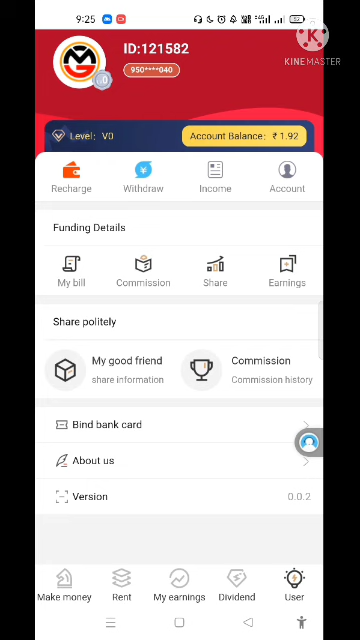 9:25
ID:121582
950****040
KINEMASTER
Level: V0
Account Balance: ₹ 1.92
Recharge Withdraw Income Account
Funding Details
My bill Commission Share Earnings
Share politely
My good friend
share information
Commission
Commission history
Bind bank card
About us
Version 0.0.2
Make money Rent My earnings Dividend User